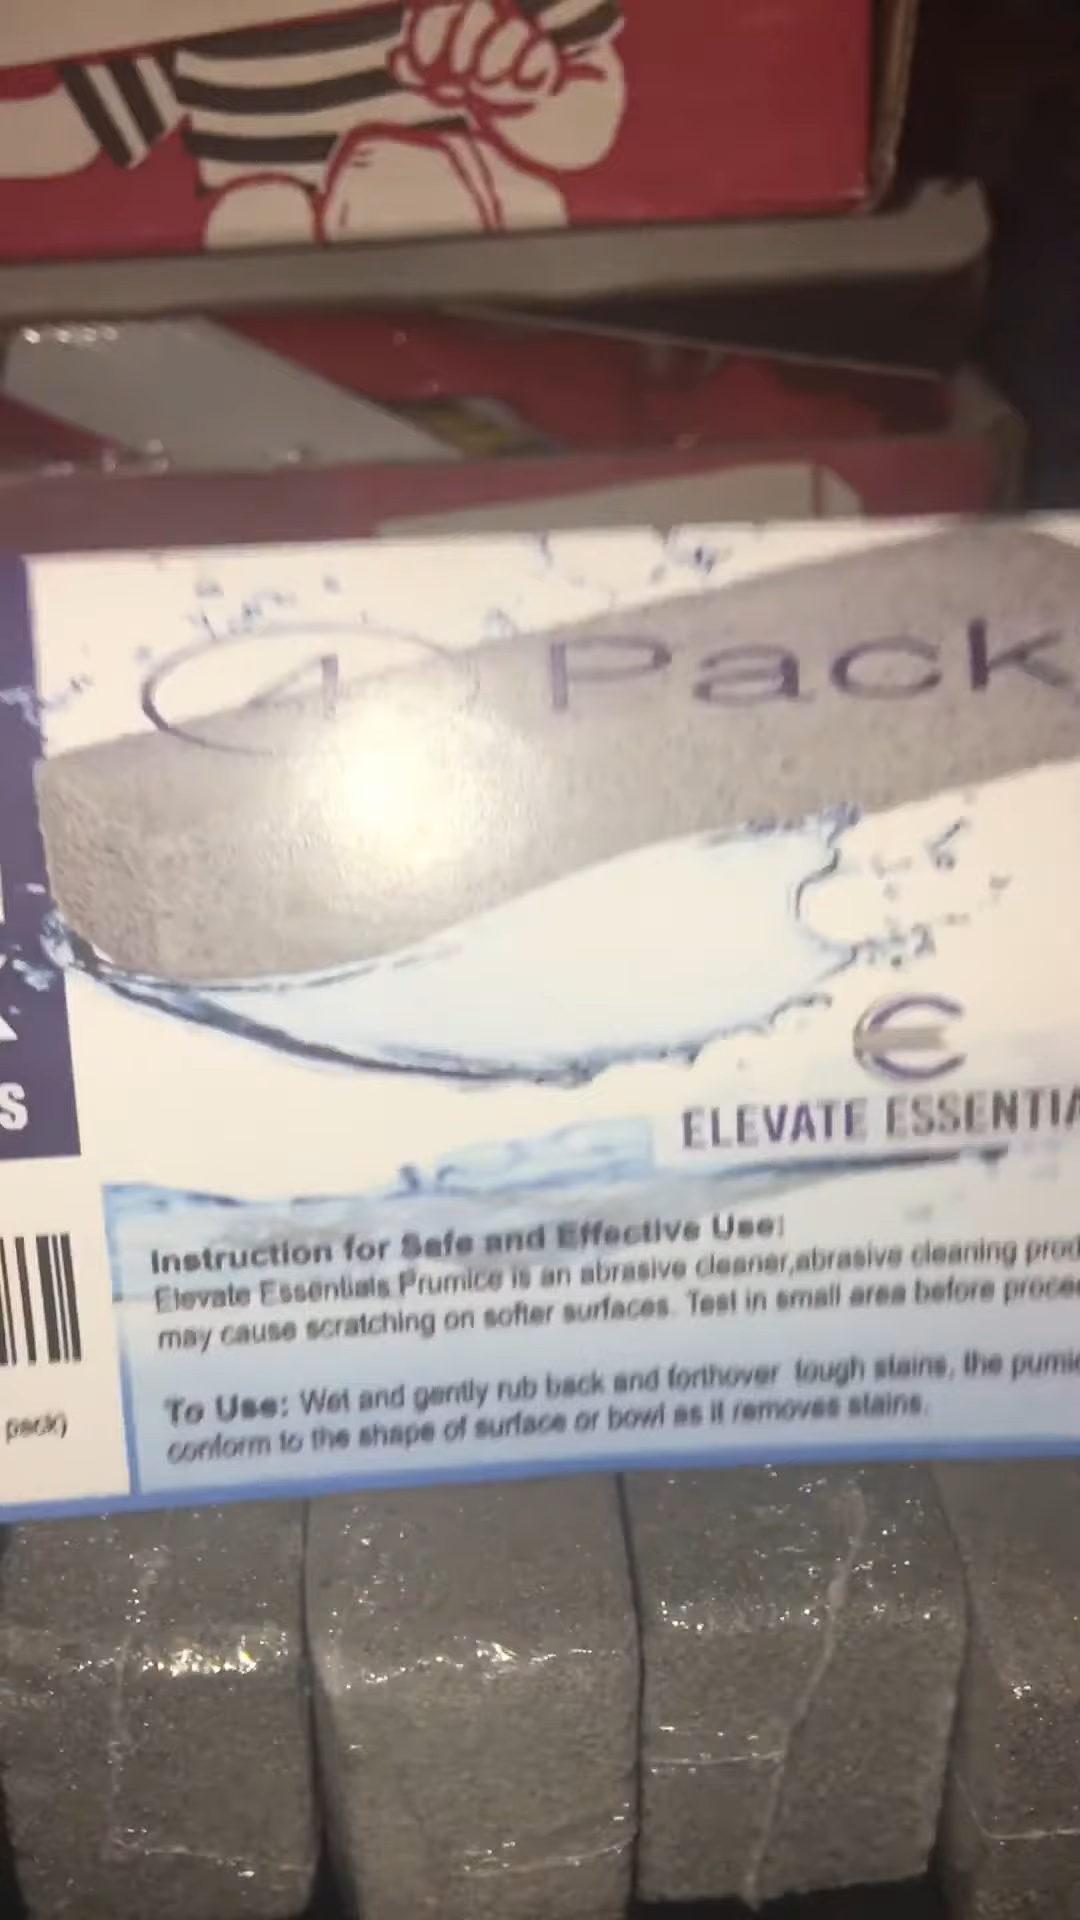 4 Pack
ELEVATE ESSENTIA
S
Instruction for Safe and Effective Use:
Elevate Essentials Prumice is an abrasive cleaner,abrasive cleaning prod
may cause scratching on softer surfaces. Test in small area before procee
To Use: Wet and gently rub back and forthover tough stains, the pumic
conform to the shape of surface or bowl as it removes stains.
pack)